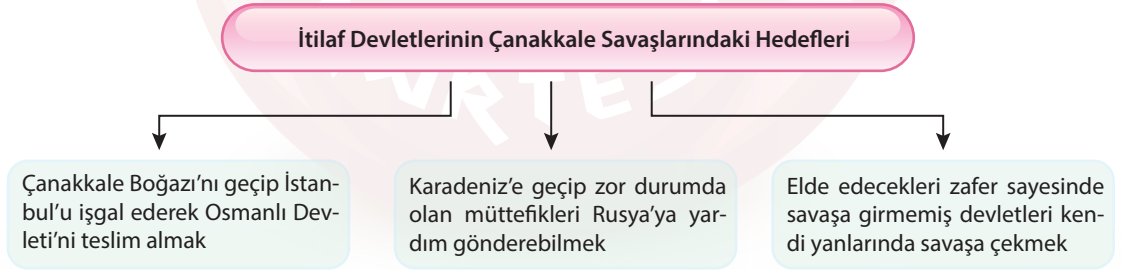 İtilaf Devletlerinin Çanakkale Savaşlarındaki Hedefleri
Çanakkale Boğazı'nı geçip İstan-
bul'u işgal ederek Osmanlı Dev-
leti'ni teslim almak
Karadeniz'e geçip zor durumda
olan müttefikleri Rusya'ya yar-
dım gönderebilmek
Elde edecekleri zafer sayesinde
savaşa girmemiş devletleri ken-
di yanlarında savaşa çekmek